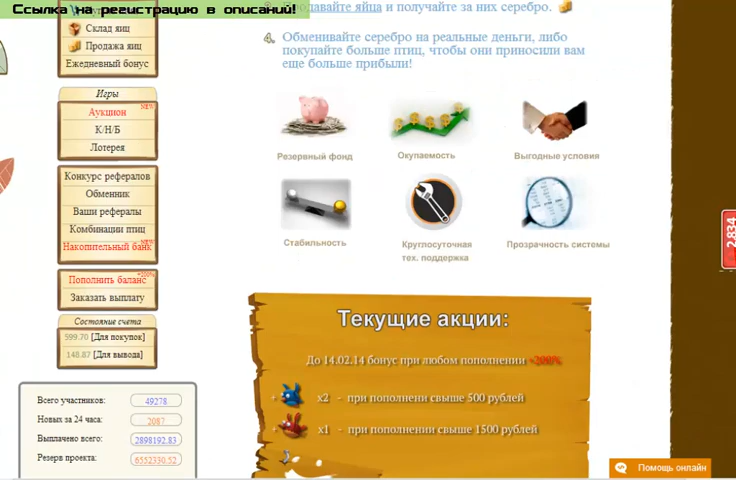 Ссылка на регистрацию в описаний!
Склад яиц
Продажа яиц
Ежедневный бонус
Игры
Аукцион NEW
К/Н/Б
Лотерея
Конкурс рефералов
Обменник
Ваши рефералы
Комбинации птиц
Накопительный банк NEW
Пополнить баланс +200%
Заказать выплату
Состояние счета
599.70 [Для покупок]
148.87 [Для вывода]
Всего участников: 49278
Новых за 24 часа: 2087
Выплачено всего: 2898192.83
Резерв проекта: 6552330.52
Продавайте яйца и получайте за них серебро.
4. Обменивайте серебро на реальные деньги, либо
покупайте больше птиц, чтобы они приносили вам
еще больше прибыли!
Резервный фонд
Окупаемость
Выгодные условия
Стабильность
Круглосуточная
тех. поддержка
Прозрачность системы
Текущие акции:
До 14.02.14 бонус при любом пополнении +200%
+ x2 - при пополнени свыше 500 рублей
+ x1 - при пополнении свыше 1500 рублей
2834
Помощь онлайн